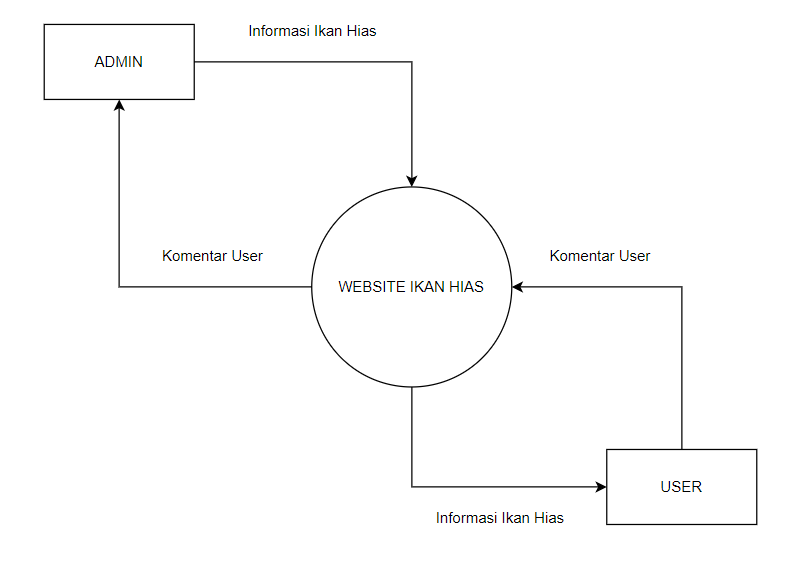 Informasi Ikan Hias
ADMIN
Komentar User
Komentar User
WEBSITE IKAN HIAS
USER
Informasi Ikan Hias